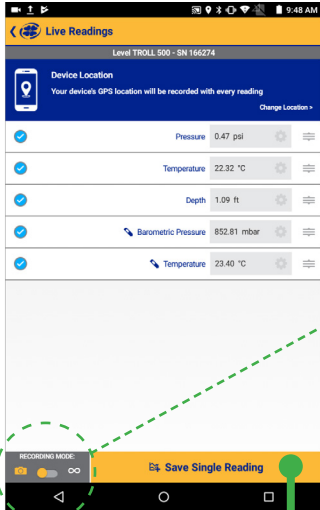 9:48 AM
Live Readings
Level TROLL 500 - SN 166274
Device Location
Your device's GPS location will be recorded with every reading
Change Location >
Pressure 0.47 psi
Temperature 22.32 °C
Depth 1.09 ft
Barometric Pressure 852.81 mbar
Temperature 23.40 °C
RECORDING MODE:
Save Single Reading